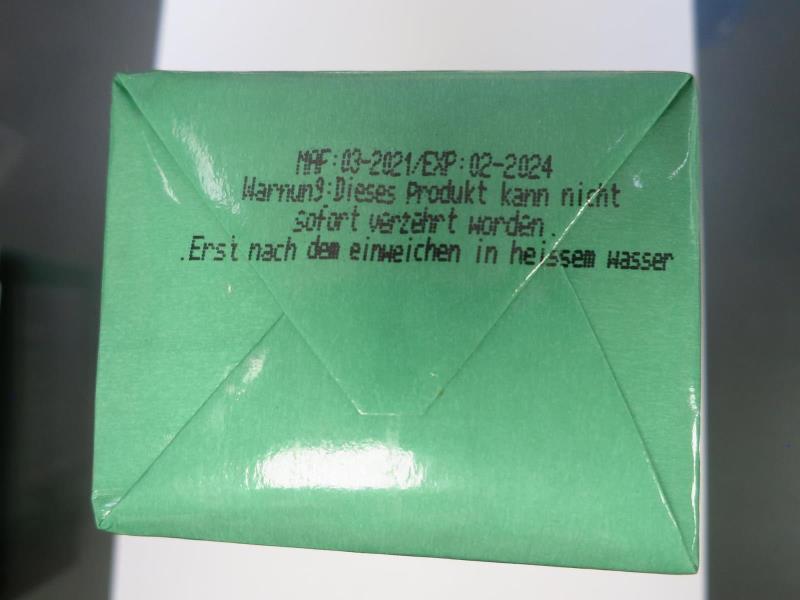 MAF:03-2021/EXP:02-2024
Warnung:Dieses Produkt kann nicht
sofort verzehrt worden.
.Erst nach dem einweichen in heissem wasser